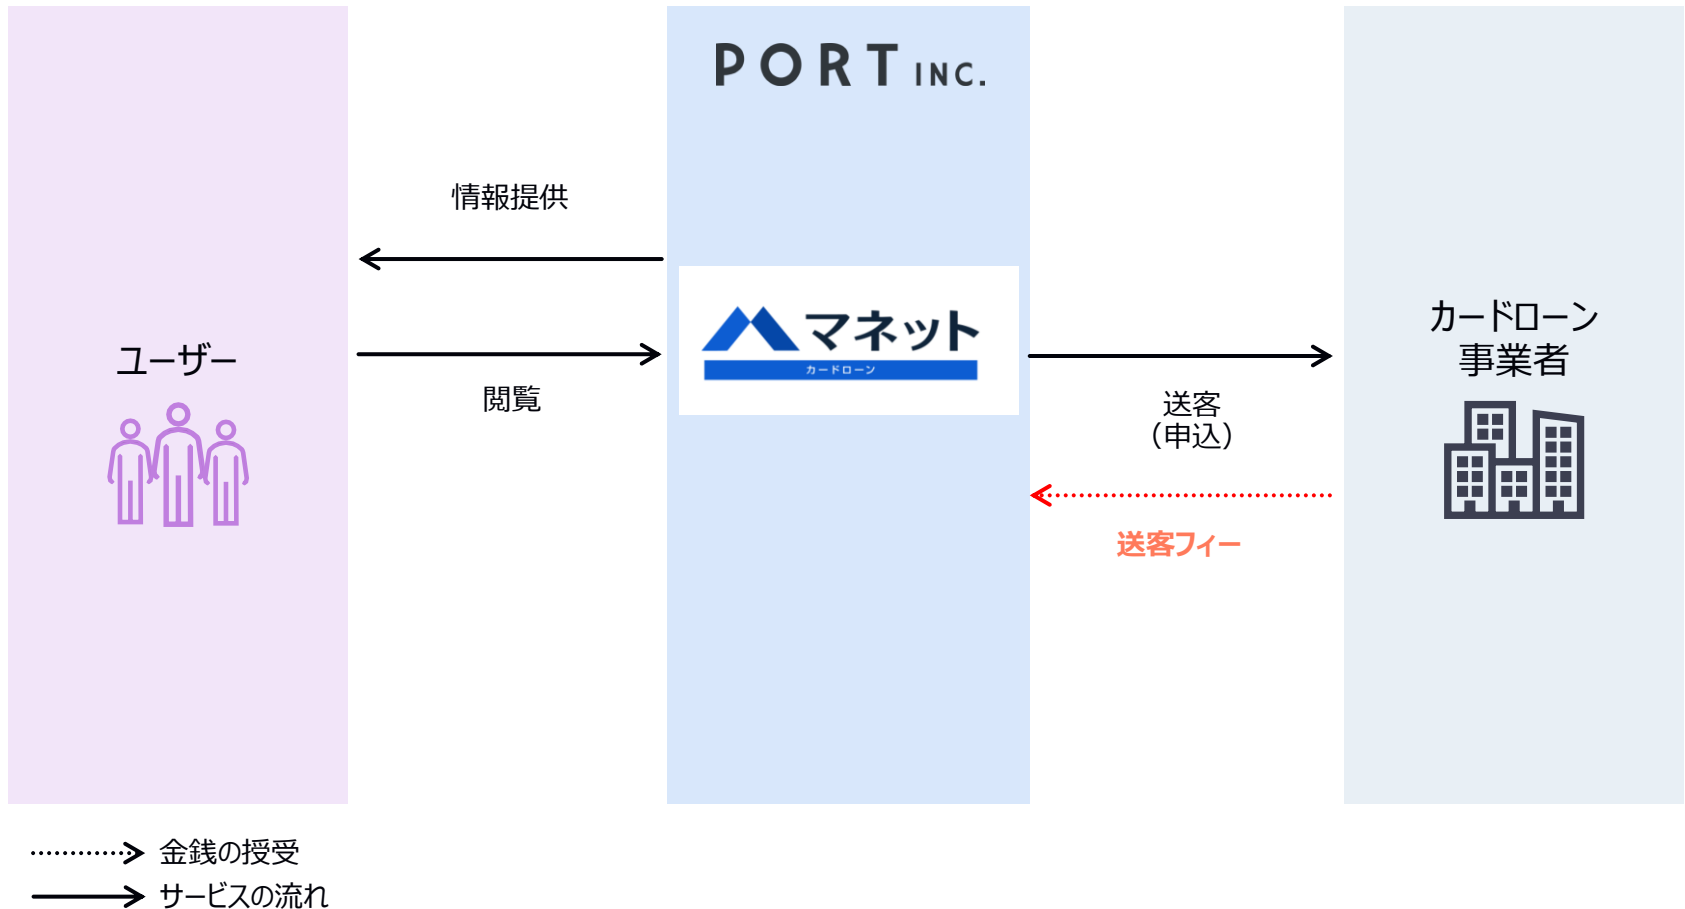 PORT INC.
情報提供
マネット
カードローン
ユーザー
閲覧
カードローン
事業者
送客
（申込）
送客フィー
金銭の授受
サービスの流れ